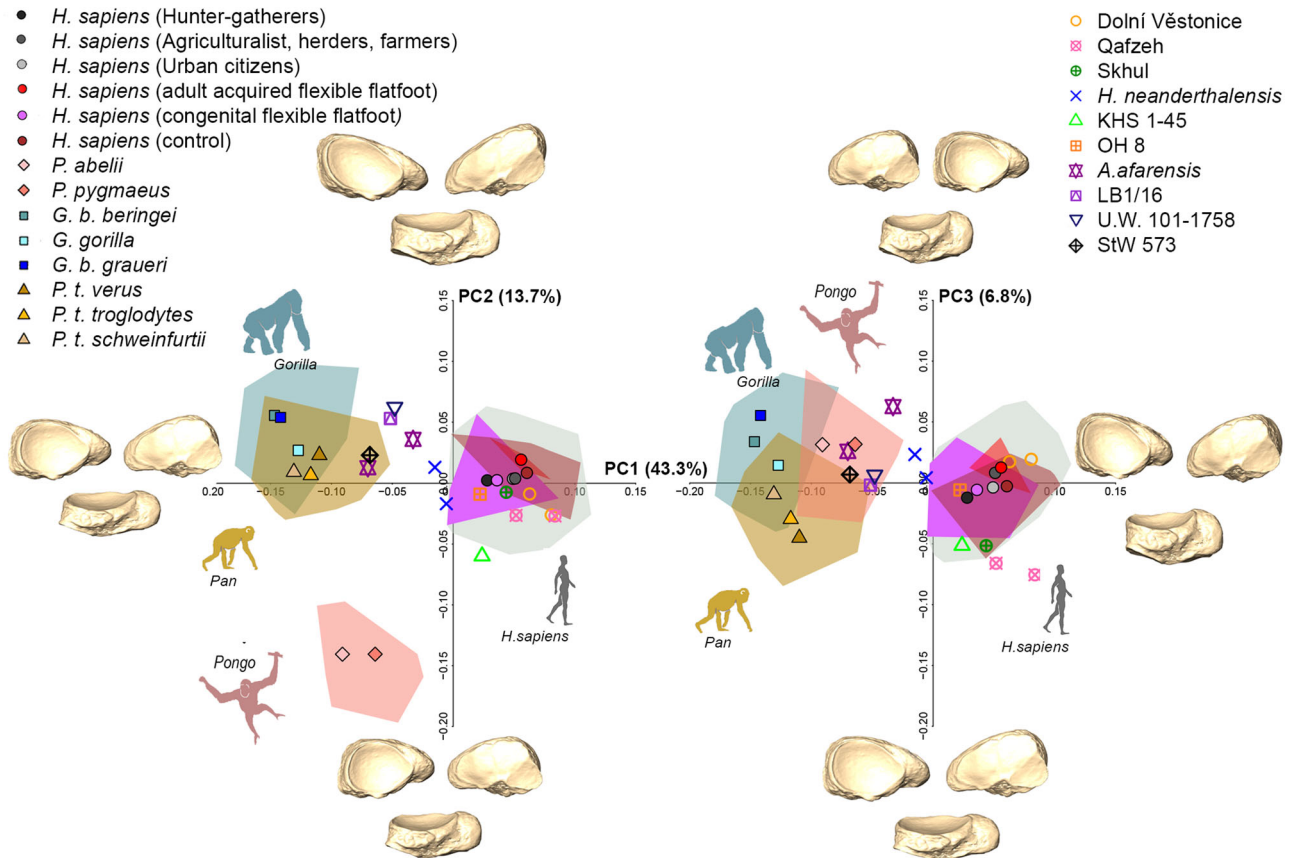 H. sapiens (Hunter-gatherers)
H. sapiens (Agriculturalist, herders, farmers)
H. sapiens (Urban citizens)
H. sapiens (adult acquired flexible flatfoot)
H. sapiens (congenital flexible flatfoot)
H. sapiens (control)
P. abelii
P. pygmaeus
G. b. beringei
G. gorilla
G. b. graueri
P. t. verus
P. t. troglodytes
P. t. schweinfurtii
Dolní Věstonice
Qafzeh
Skhul
H. neanderthalensis
KHS 1-45
OH 8
A.afarensis
LB1/16
U.W. 101-1758
StW 573
PC2 (13.7%)
0.15
0.10
0.05
0.00
−0.05
−0.10
0.15
−0.20
Gorilla
PC1 (43.3%)
0.20
−0.15
−0.10
−0.05
0
0.05
0.10
0.15
Pan
H.sapiens
Pongo
PC3 (6.8%)
0.15
0.10
0.05
0.00
−0.05
−0.10
0.15
−0.20
Pongo
Gorilla
0.20
−0.15
−0.10
−0.05
0
0.05
0.10
0.15
Pan
H.sapiens